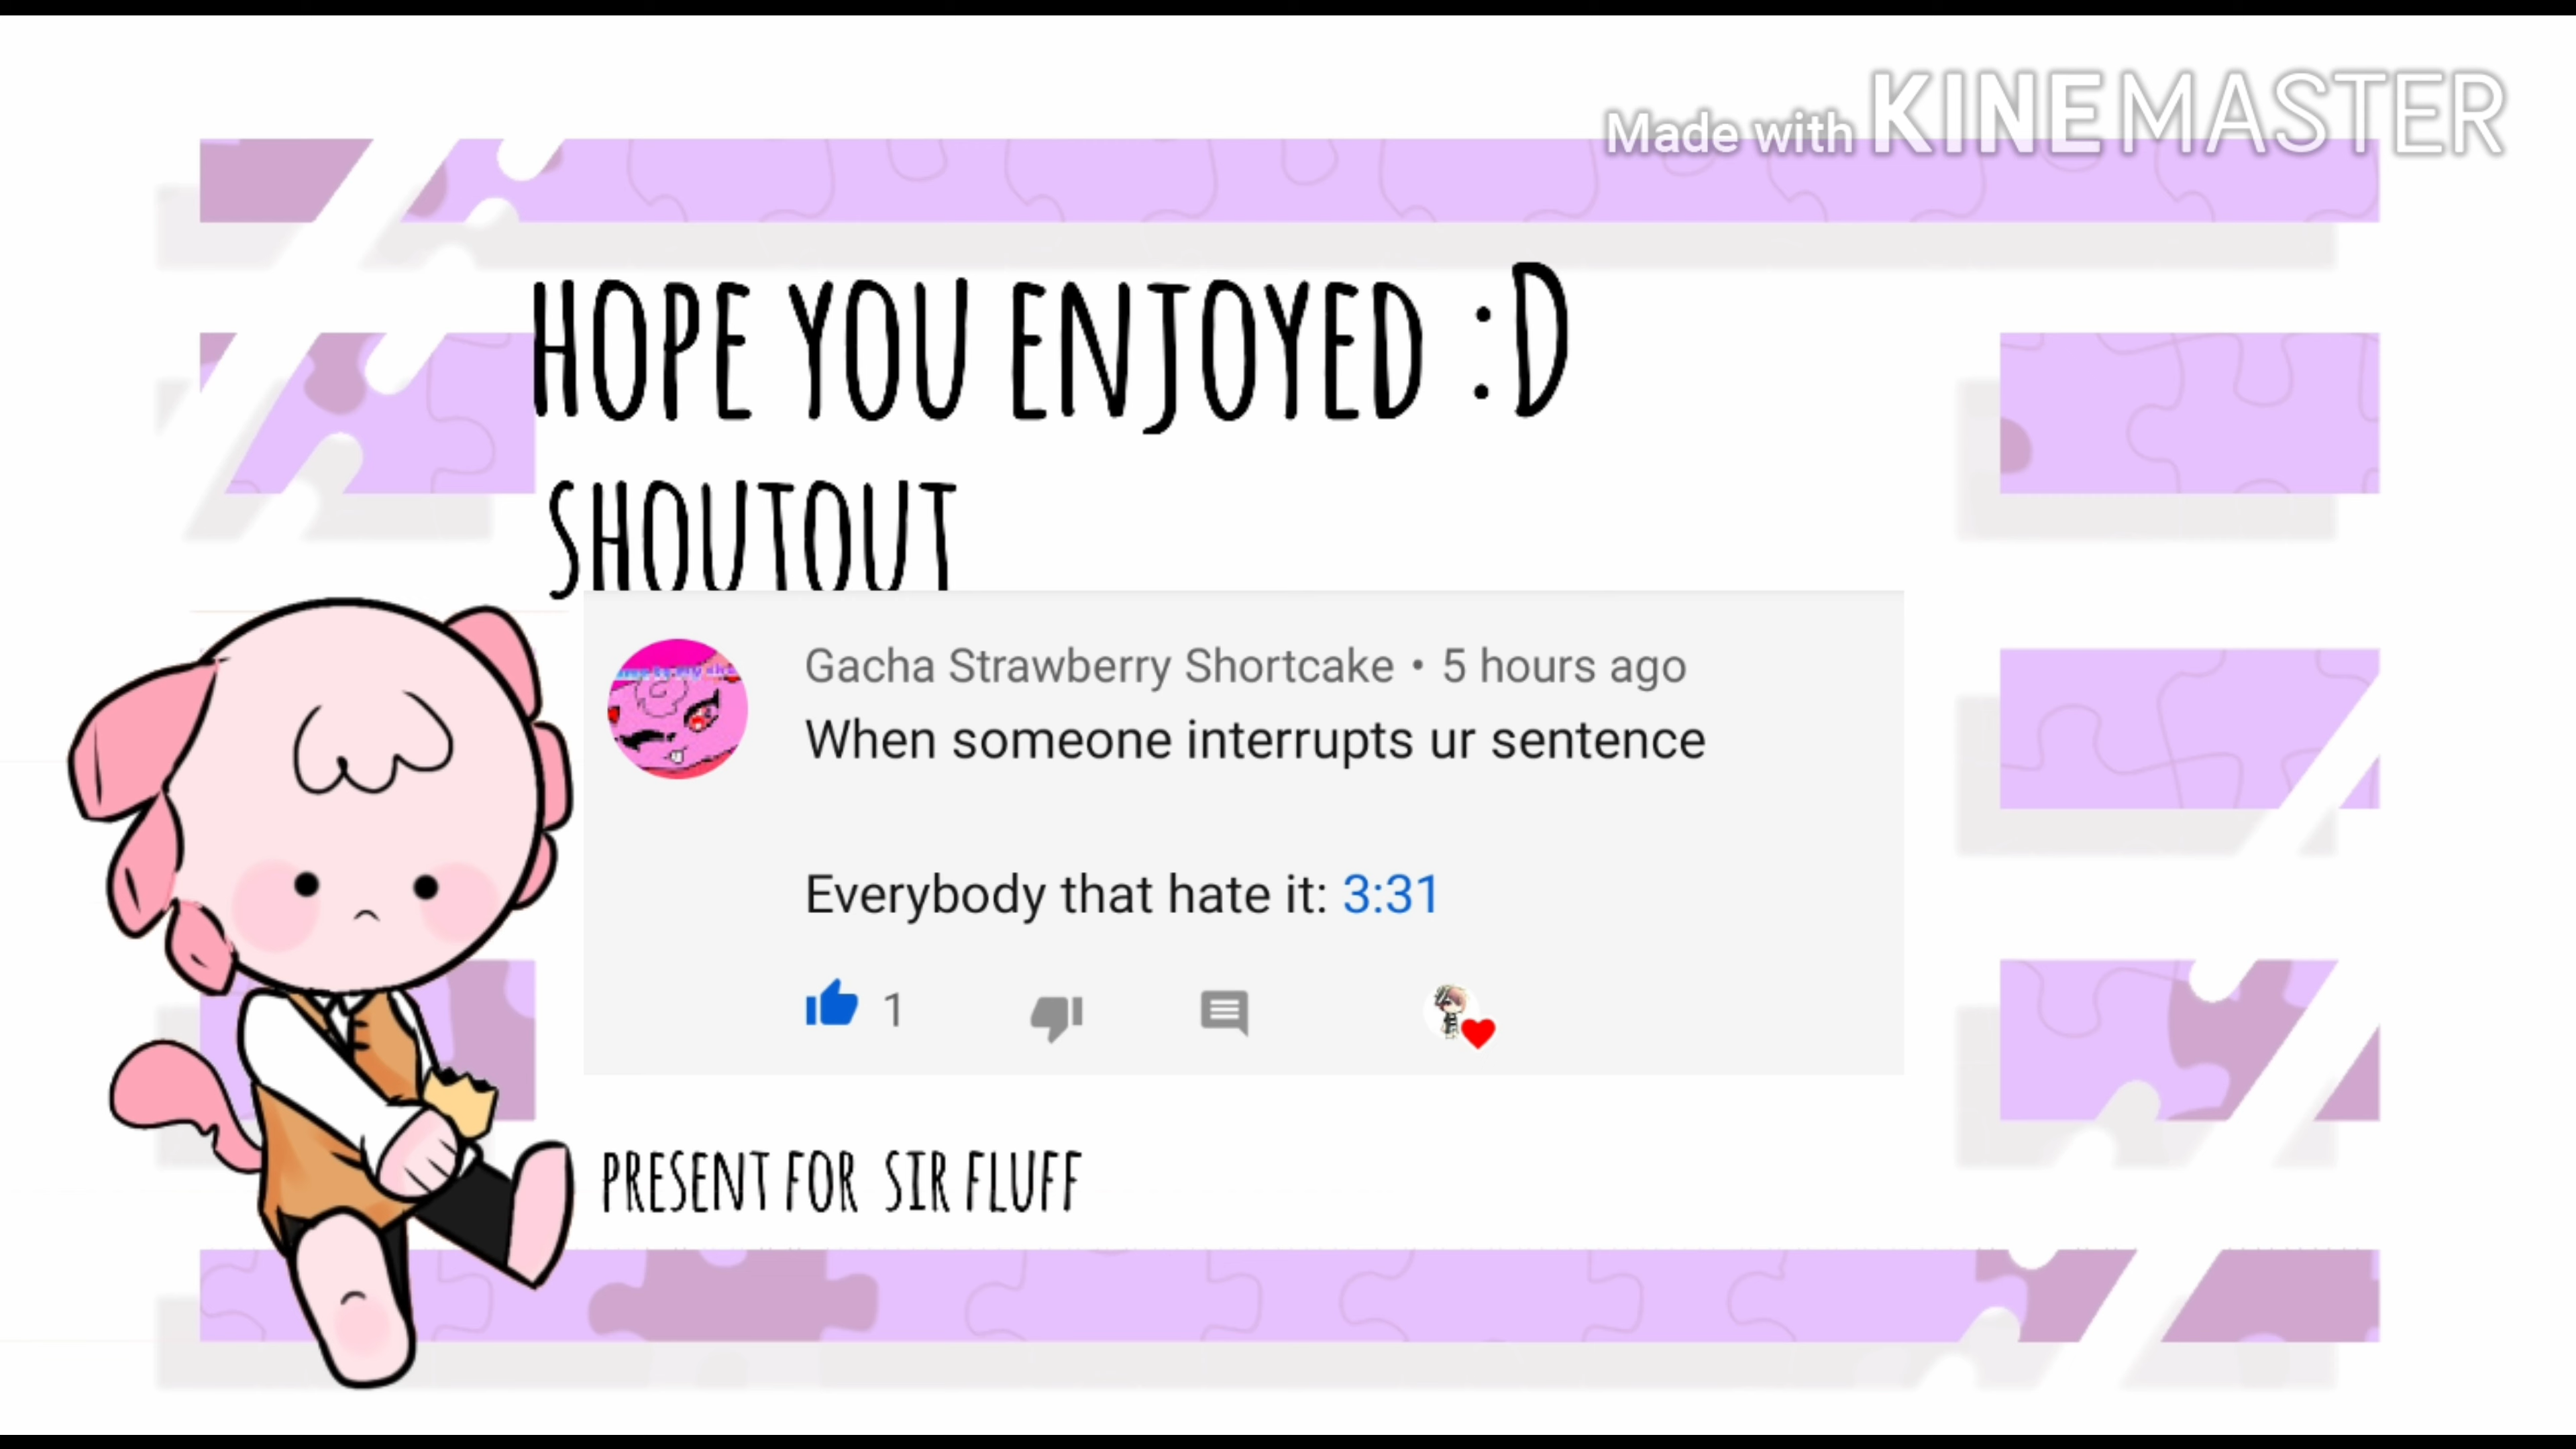 Made with KINEMASTER
HOPE YOU ENJOYED :D
SHOUTOUT
Gacha Strawberry Shortcake • 5 hours ago
When someone interrupts ur sentence
Everybody that hate it: 3:31
1
PRESENT FOR SIR FLUFF